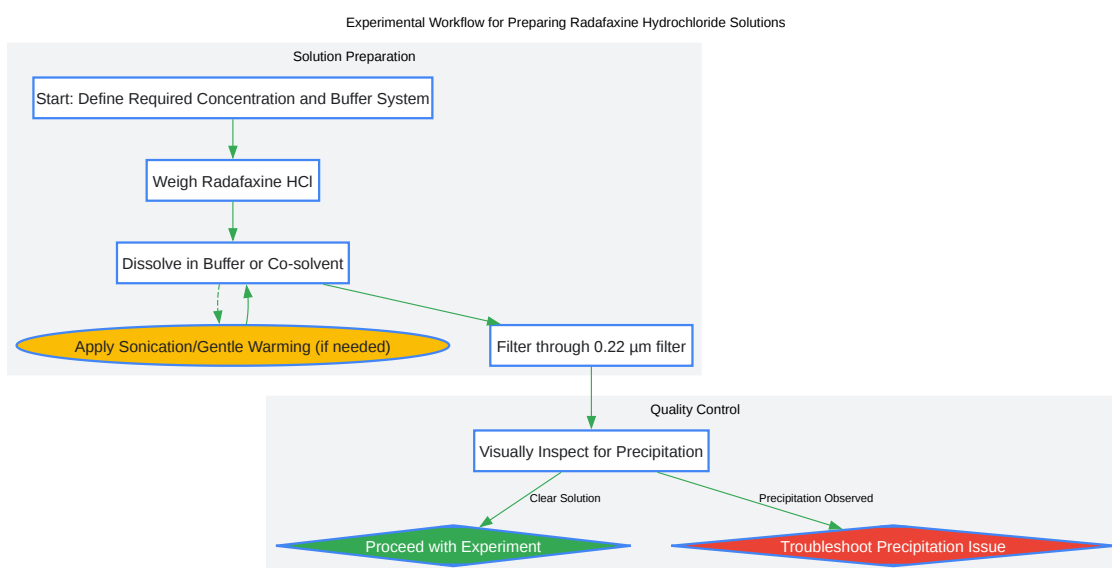 Experimental Workflow for Preparing Radafaxine Hydrochloride Solutions
Solution Preparation
Start: Define Required Concentration and Buffer System
Weigh Radafaxine HCl
Dissolve in Buffer or Co-solvent
Apply Sonication/Gentle Warming (if needed)
Filter through 0.22 µm filter
Quality Control
Visually Inspect for Precipitation
Clear Solution
Precipitation Observed
Proceed with Experiment
Troubleshoot Precipitation Issue